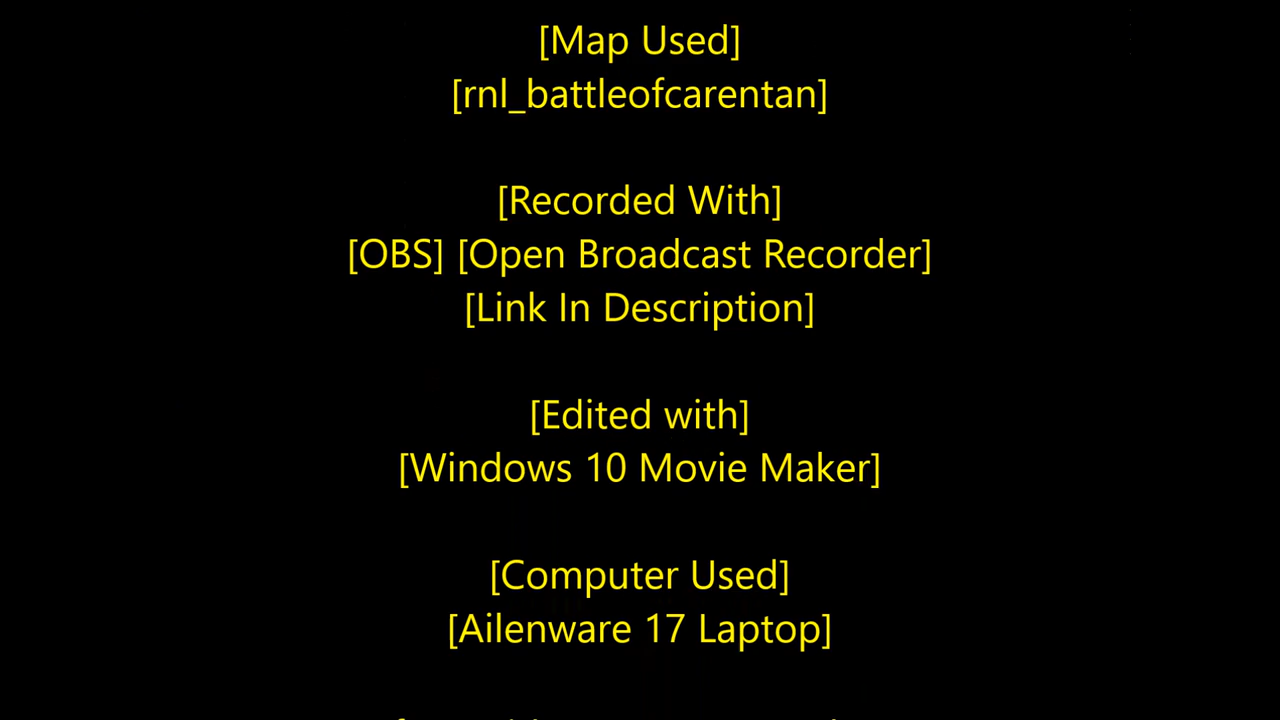 [Map Used]
[rnl_battleofcarentan]
[Recorded With]
[OBS] [Open Broadcast Recorder]
[Link In Description]
[Edited with]
[Windows 10 Movie Maker]
[Computer Used]
[Ailenware 17 Laptop]